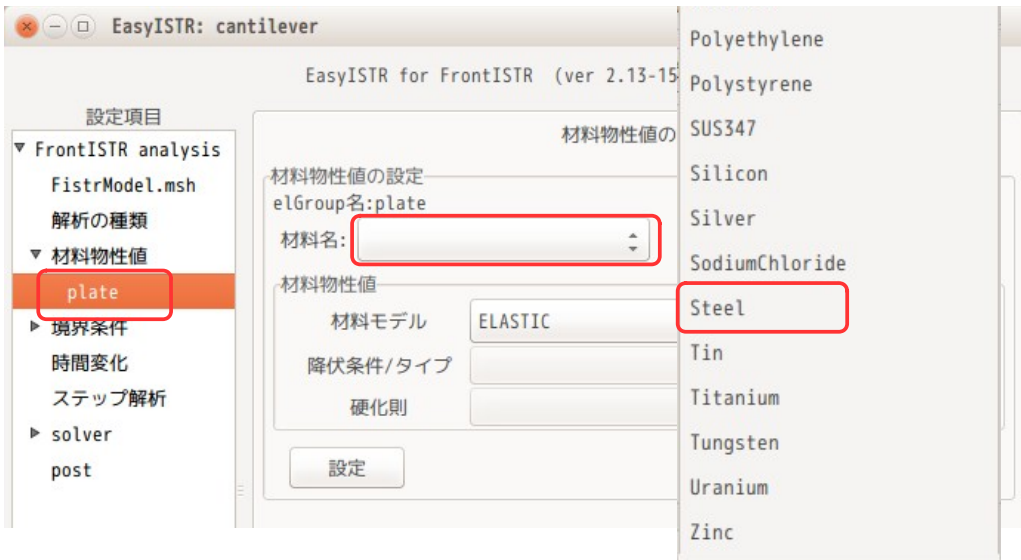 EasyISTR: cantilever
EasyISTR for FrontISTR (ver 2.13-15
設定項目
FrontISTR analysis
FistrModel.msh
解析の種類
材料物性値
plate
境界条件
時間変化
ステップ解析
solver
post
材料物性値の
材料物性値の設定
elGroup名:plate
材料名:
材料物性値
材料モデル
ELASTIC
降伏条件/タイプ
硬化則
設定
Polyethylene
Polystyrene
SUS347
Silicon
Silver
SodiumChloride
Steel
Tin
Titanium
Tungsten
Uranium
Zinc